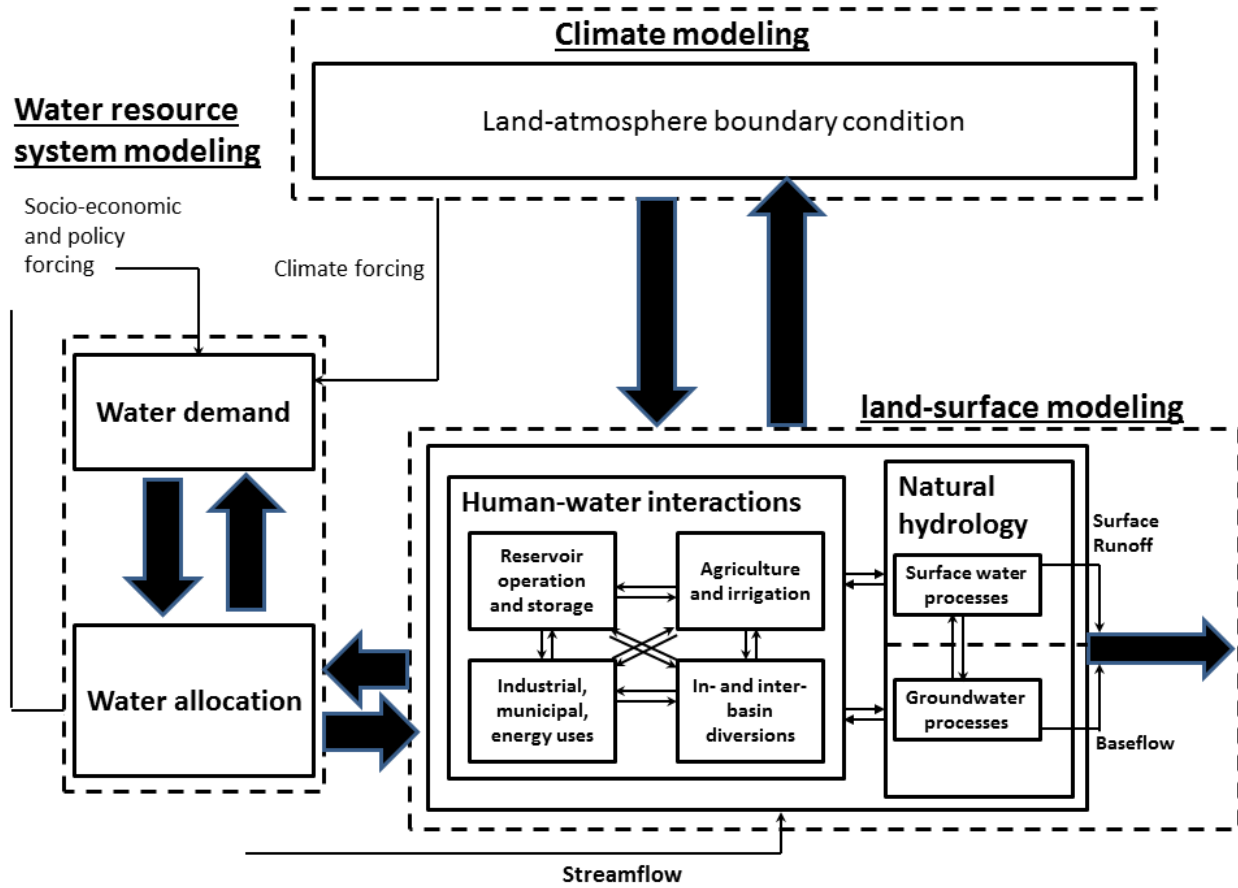 Climate modeling
Land-atmosphere boundary condition
Water resource
system modeling
Socio-economic
and policy
forcing
Climate forcing
Water demand
Water allocation
land-surface modeling
Human-water interactions
Reservoir
operation
and storage
Agriculture
and irrigation
Industrial,
municipal,
energy uses
In- and inter-
basin
diversions
Natural
hydrology
Surface water
processes
Groundwater
processes
Surface
Runoff
Baseflow
Streamflow